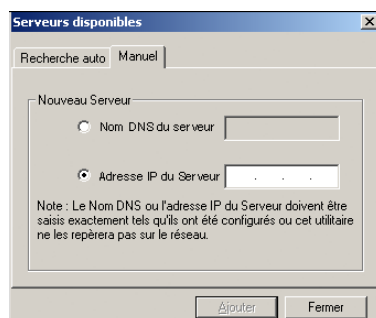 Serveurs disponibles
Recherche auto
Manuel
Nouveau Serveur
Nom DNS du serveur
Adresse IP du Serveur
. . .
Note : Le Nom DNS ou l'adresse IP du Serveur doivent être
saisis exactement tels qu'ils ont été configurés ou cet utilitaire
ne les repèrera pas sur le réseau.
Ajouter
Fermer